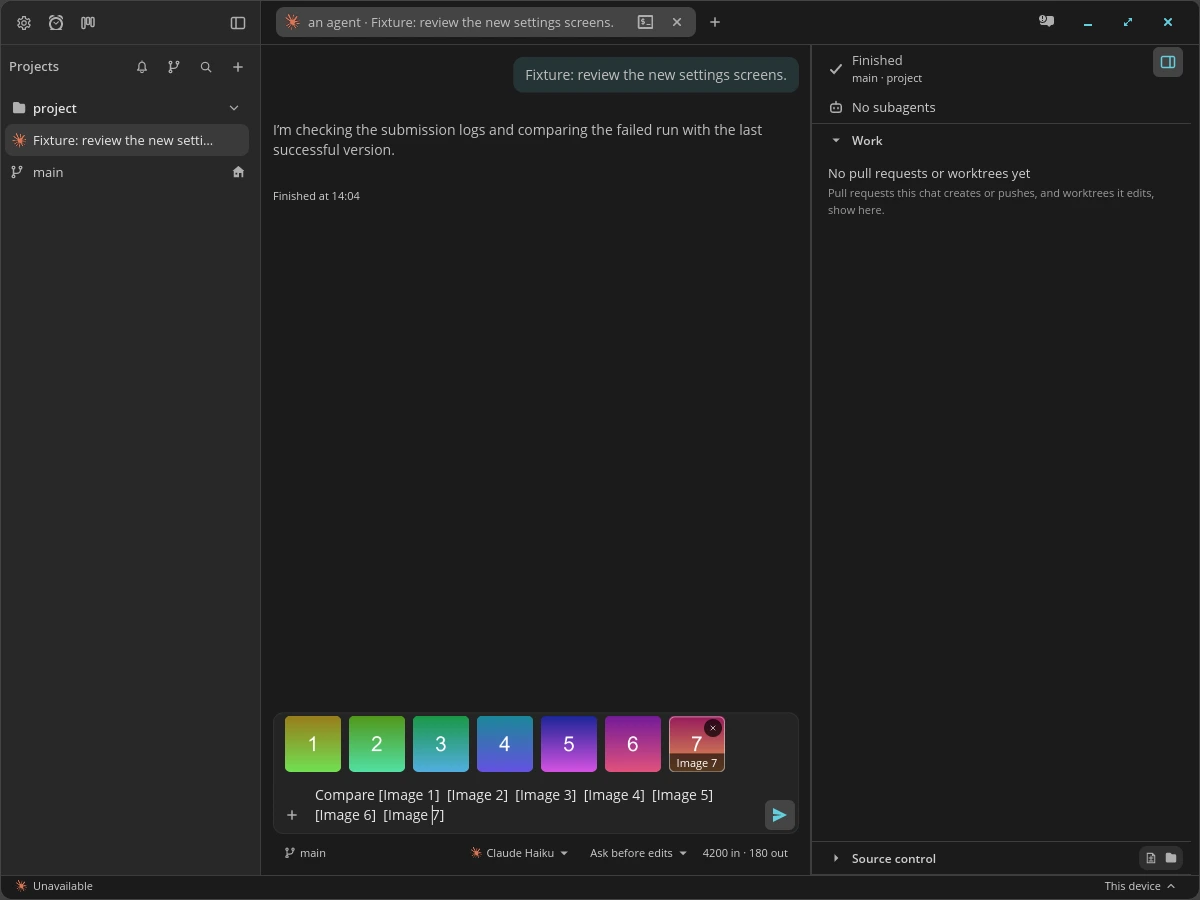 an agent · Fixture: review the new settings screens.
Projects
project
Fixture: review the new setti...
main
Fixture: review the new settings screens.
I'm checking the submission logs and comparing the failed run with the last
successful version.
Finished at 14:04
Finished
main · project
No subagents
Work
No pull requests or worktrees yet
Pull requests this chat creates or pushes, and worktrees it edits,
show here.
1
2
3
4
5
6
7
Image 7
Compare [Image 1] [Image 2] [Image 3] [Image 4] [Image 5]
[Image 6] [Image 7]
main
Claude Haiku
Ask before edits
4200 in · 180 out
Source control
Unavailable
This device